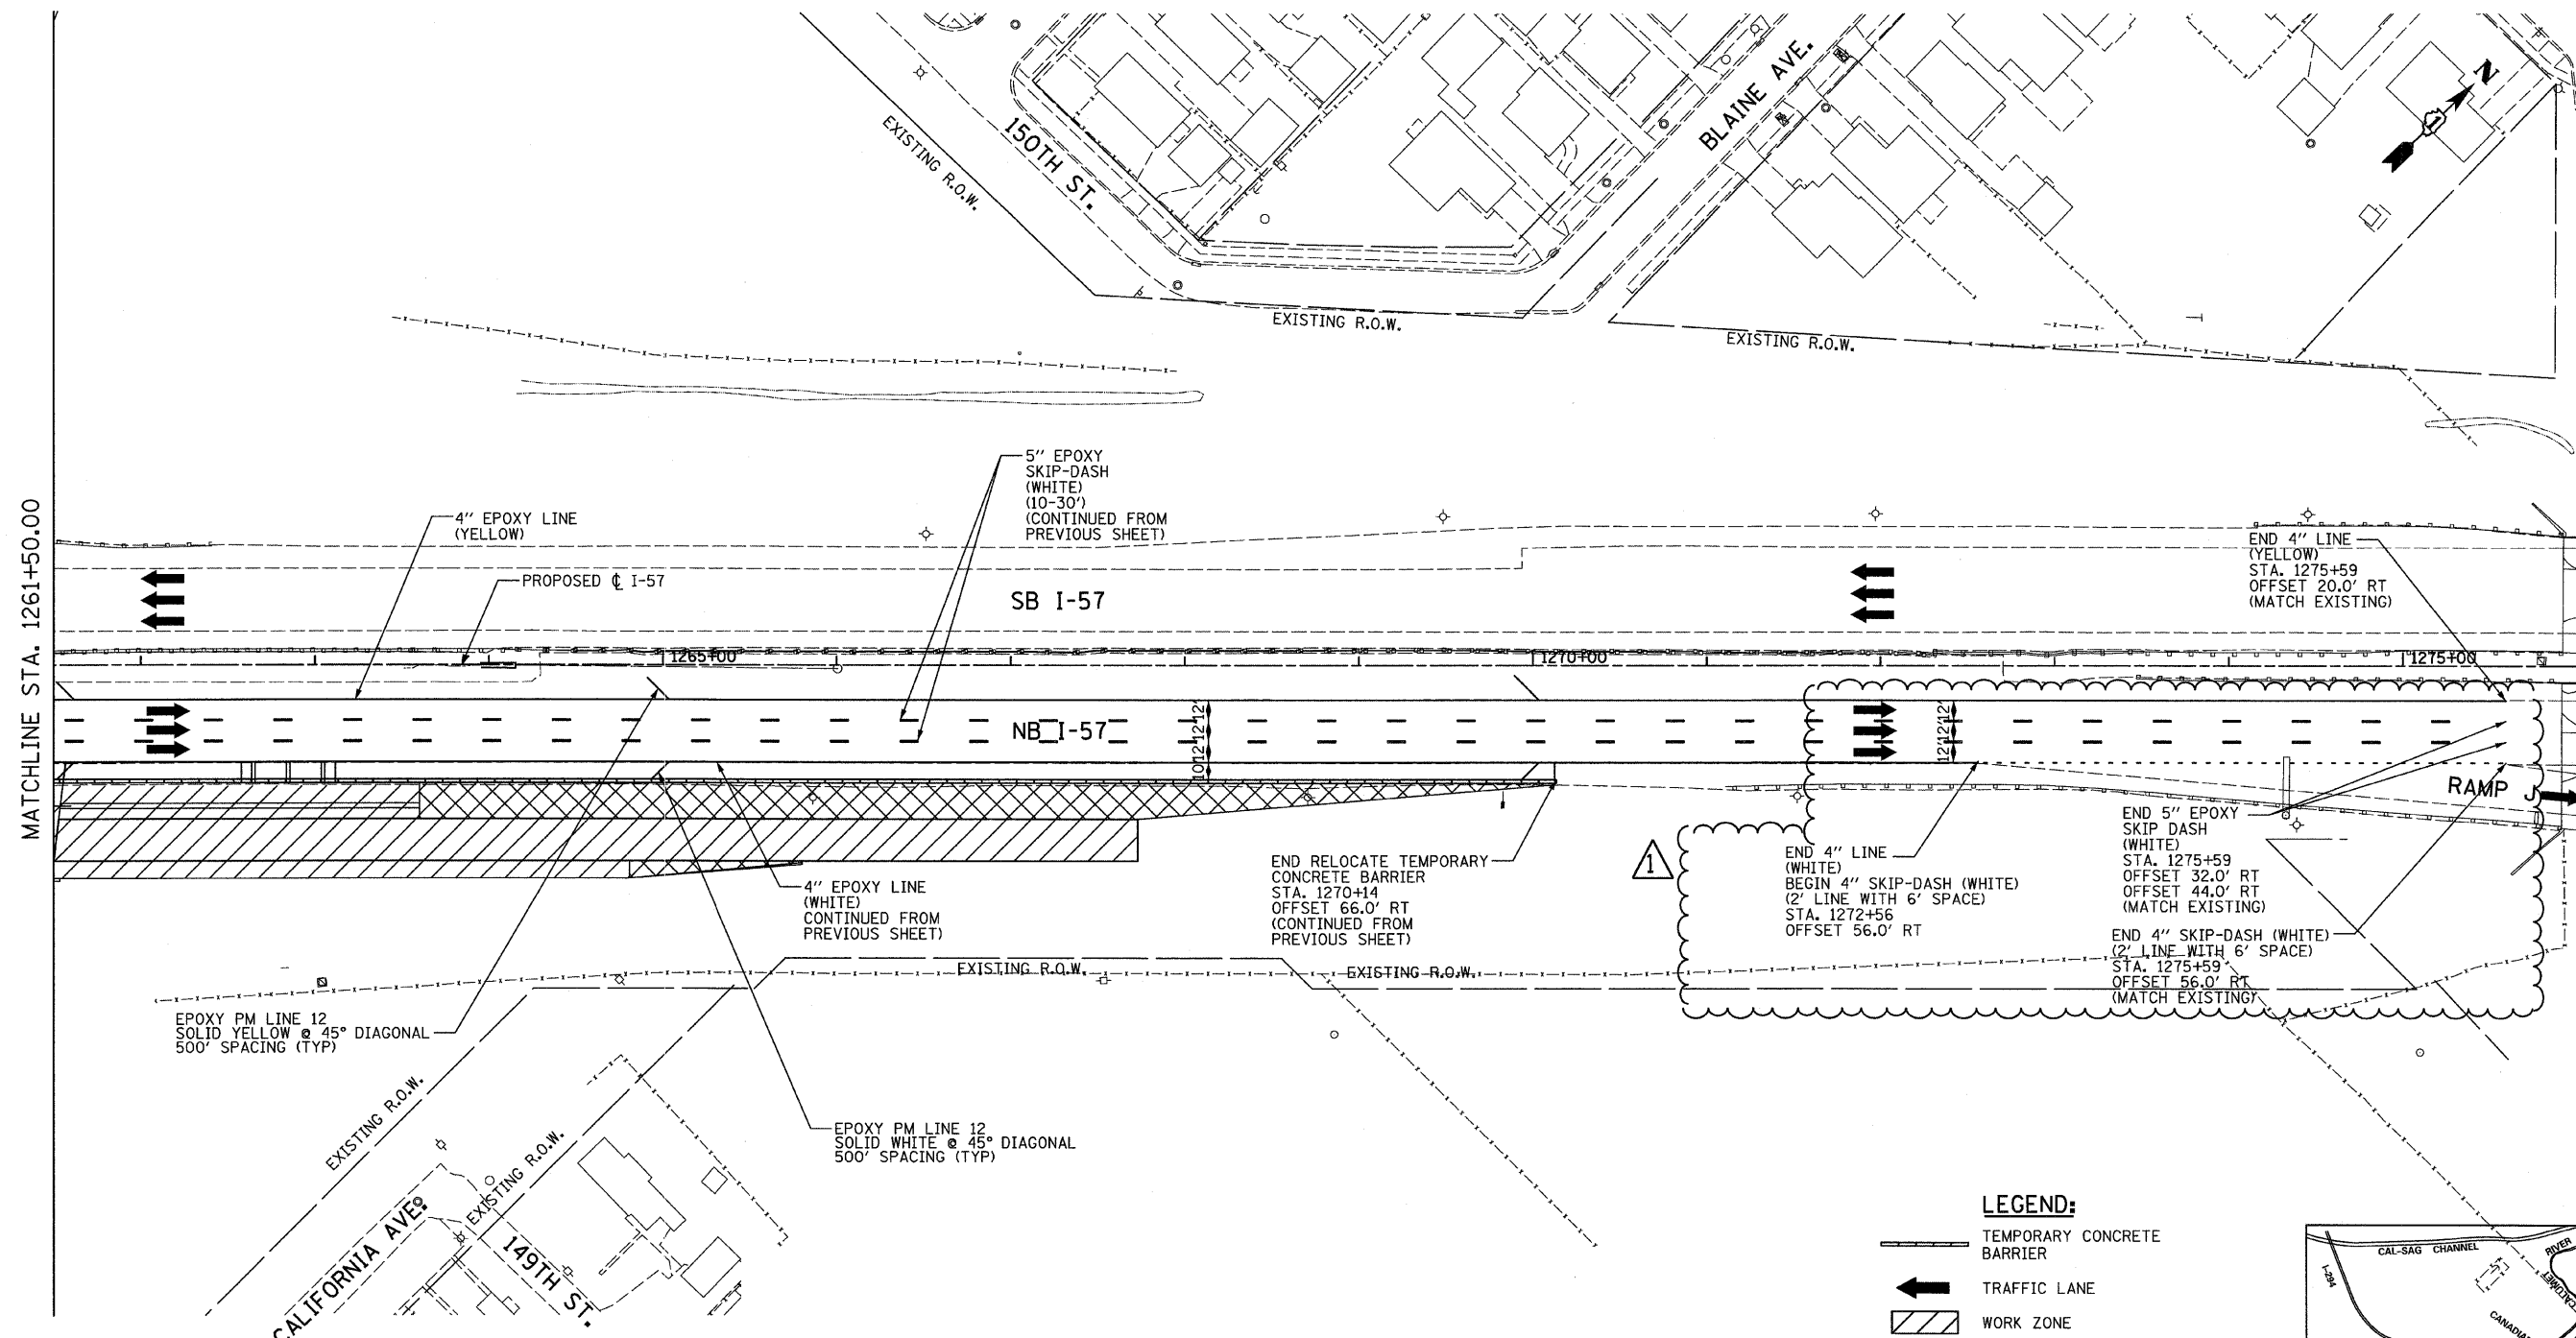 150TH ST.
BLAINE AVE.
N
EXISTING R.O.W.
EXISTING R.O.W.
EXISTING R.O.W.
MATCHLINE STA. 1261+50.00
4" EPOXY LINE
(YELLOW)
PROPOSED ℄ I-57
5" EPOXY
SKIP-DASH
(WHITE)
(10-30')
(CONTINUED FROM
PREVIOUS SHEET)
END 4" LINE
(YELLOW)
STA. 1275+59
OFFSET 20.0' RT
(MATCH EXISTING)
SB I-57
1265+00
1270+00
1275+00
NB I-57
10'12'12'12'
12'12'12'
RAMP J
4" EPOXY LINE
(WHITE)
CONTINUED FROM
PREVIOUS SHEET)
END RELOCATE TEMPORARY
CONCRETE BARRIER
STA. 1270+14
OFFSET 66.0' RT
(CONTINUED FROM
PREVIOUS SHEET)
1
END 4" LINE
(WHITE)
BEGIN 4" SKIP-DASH (WHITE)
(2' LINE WITH 6' SPACE)
STA. 1272+56
OFFSET 56.0' RT
END 5" EPOXY
SKIP DASH
(WHITE)
STA. 1275+59
OFFSET 32.0' RT
OFFSET 44.0' RT
(MATCH EXISTING)
END 4" SKIP-DASH (WHITE)
(2' LINE WITH 6' SPACE)
STA. 1275+59
OFFSET 56.0' RT
(MATCH EXISTING)
EXISTING R.O.W.
EXISTING R.O.W.
EPOXY PM LINE 12
SOLID YELLOW @ 45° DIAGONAL
500' SPACING (TYP)
EPOXY PM LINE 12
SOLID WHITE @ 45° DIAGONAL
500' SPACING (TYP)
EXISTING R.O.W.
EXISTING R.O.W.
CALIFORNIA AVE.
149TH ST.
LEGEND:
TEMPORARY CONCRETE
BARRIER
TRAFFIC LANE
WORK ZONE
CAL-SAG CHANNEL
RIVER
I-294